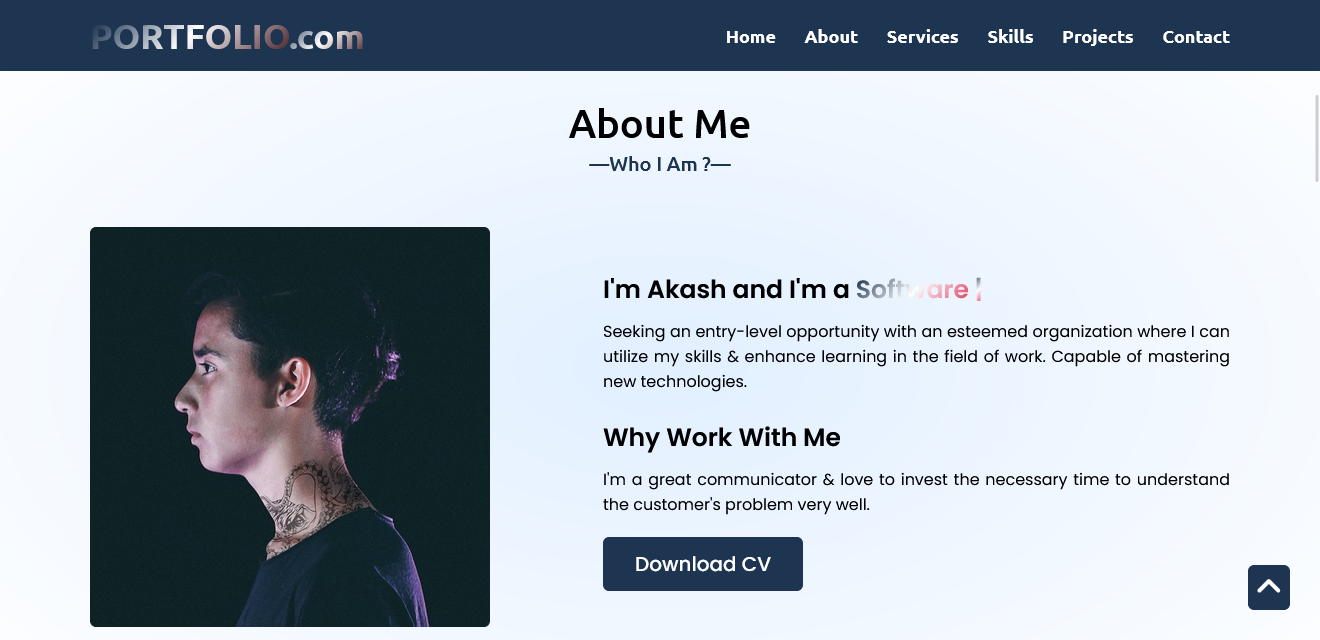 PORTFOLIO.com
Home About Services Skills Projects Contact
About Me
—Who I Am ?—
I'm Akash and I'm a Software |
Seeking an entry-level opportunity with an esteemed organization where I can
utilize my skills & enhance learning in the field of work. Capable of mastering
new technologies.
Why Work With Me
I'm a great communicator & love to invest the necessary time to understand
the customer's problem very well.
Download CV